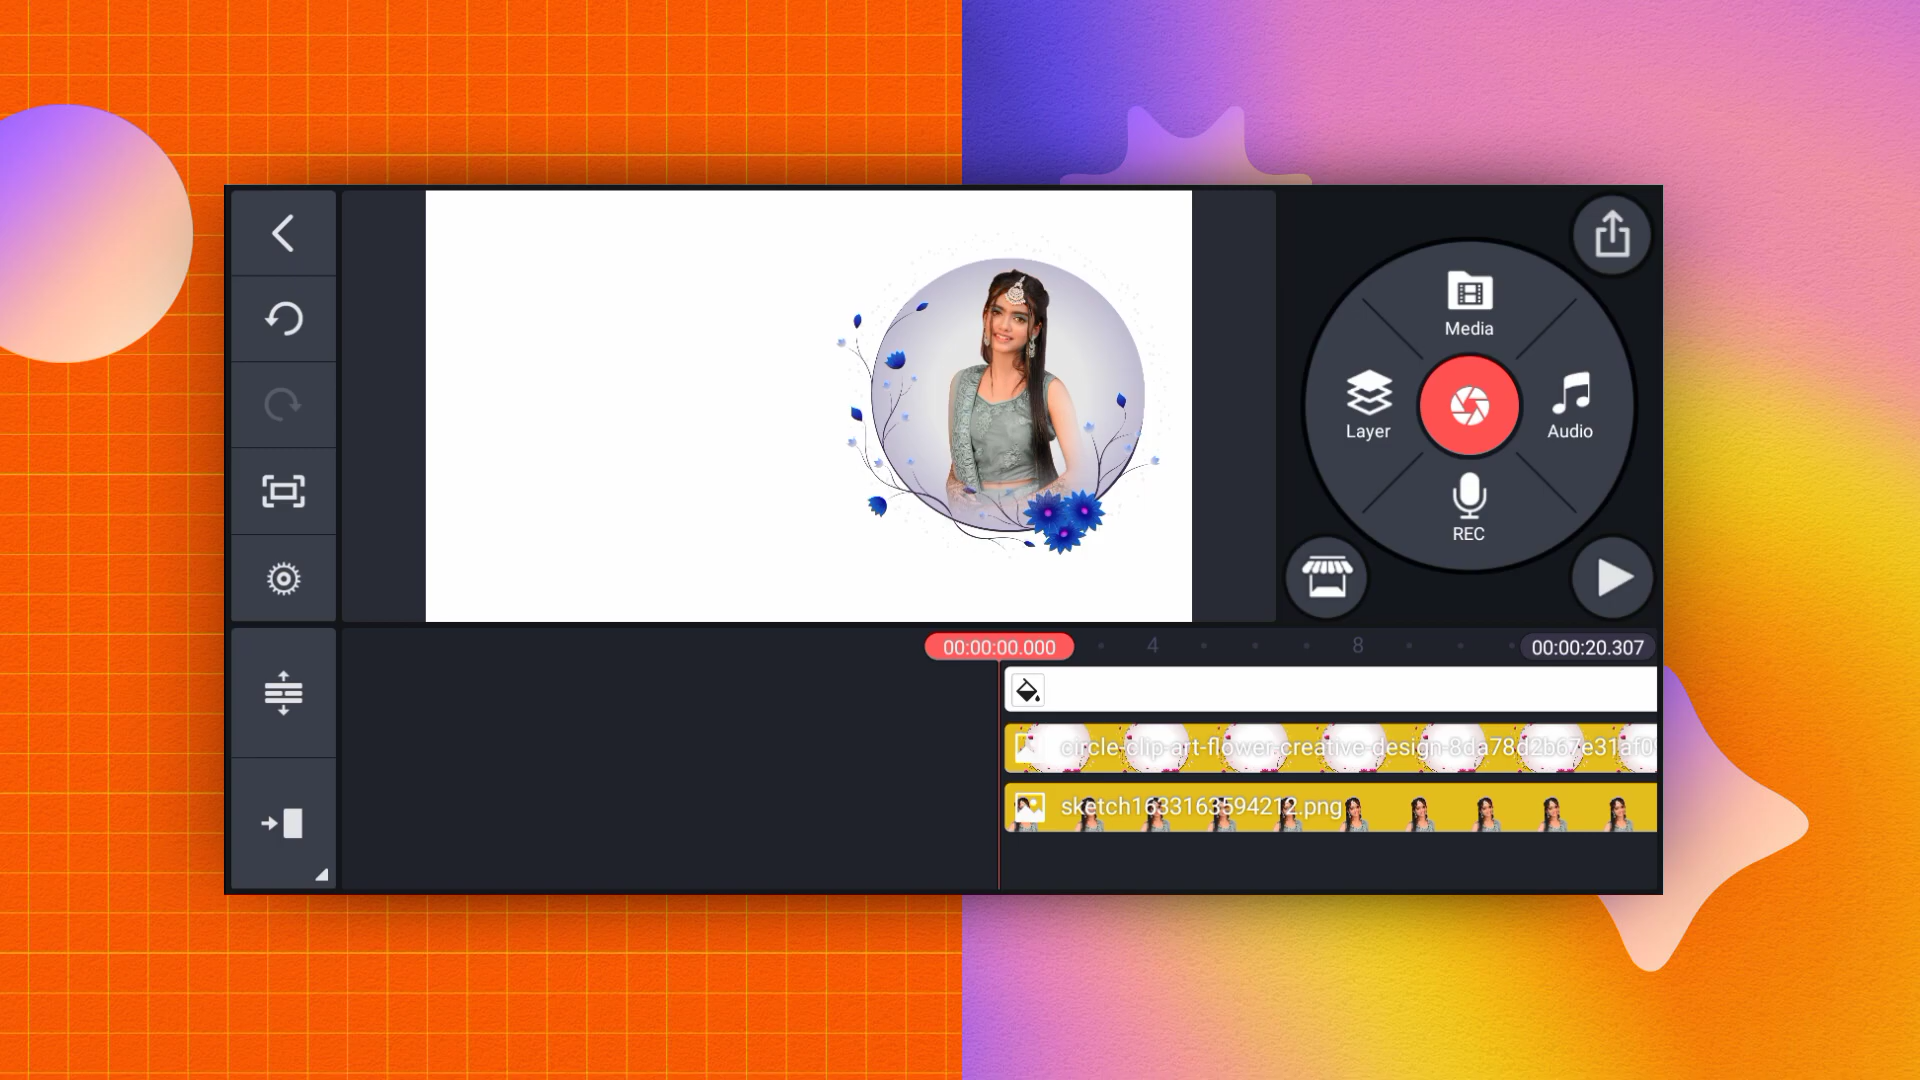 Media
Layer
Audio
REC
00:00:00.000
4
8
00:00:20.307
circle-clip-art-flower-creative-design-8da78d2b67e31af0
sketch1633163594212.png